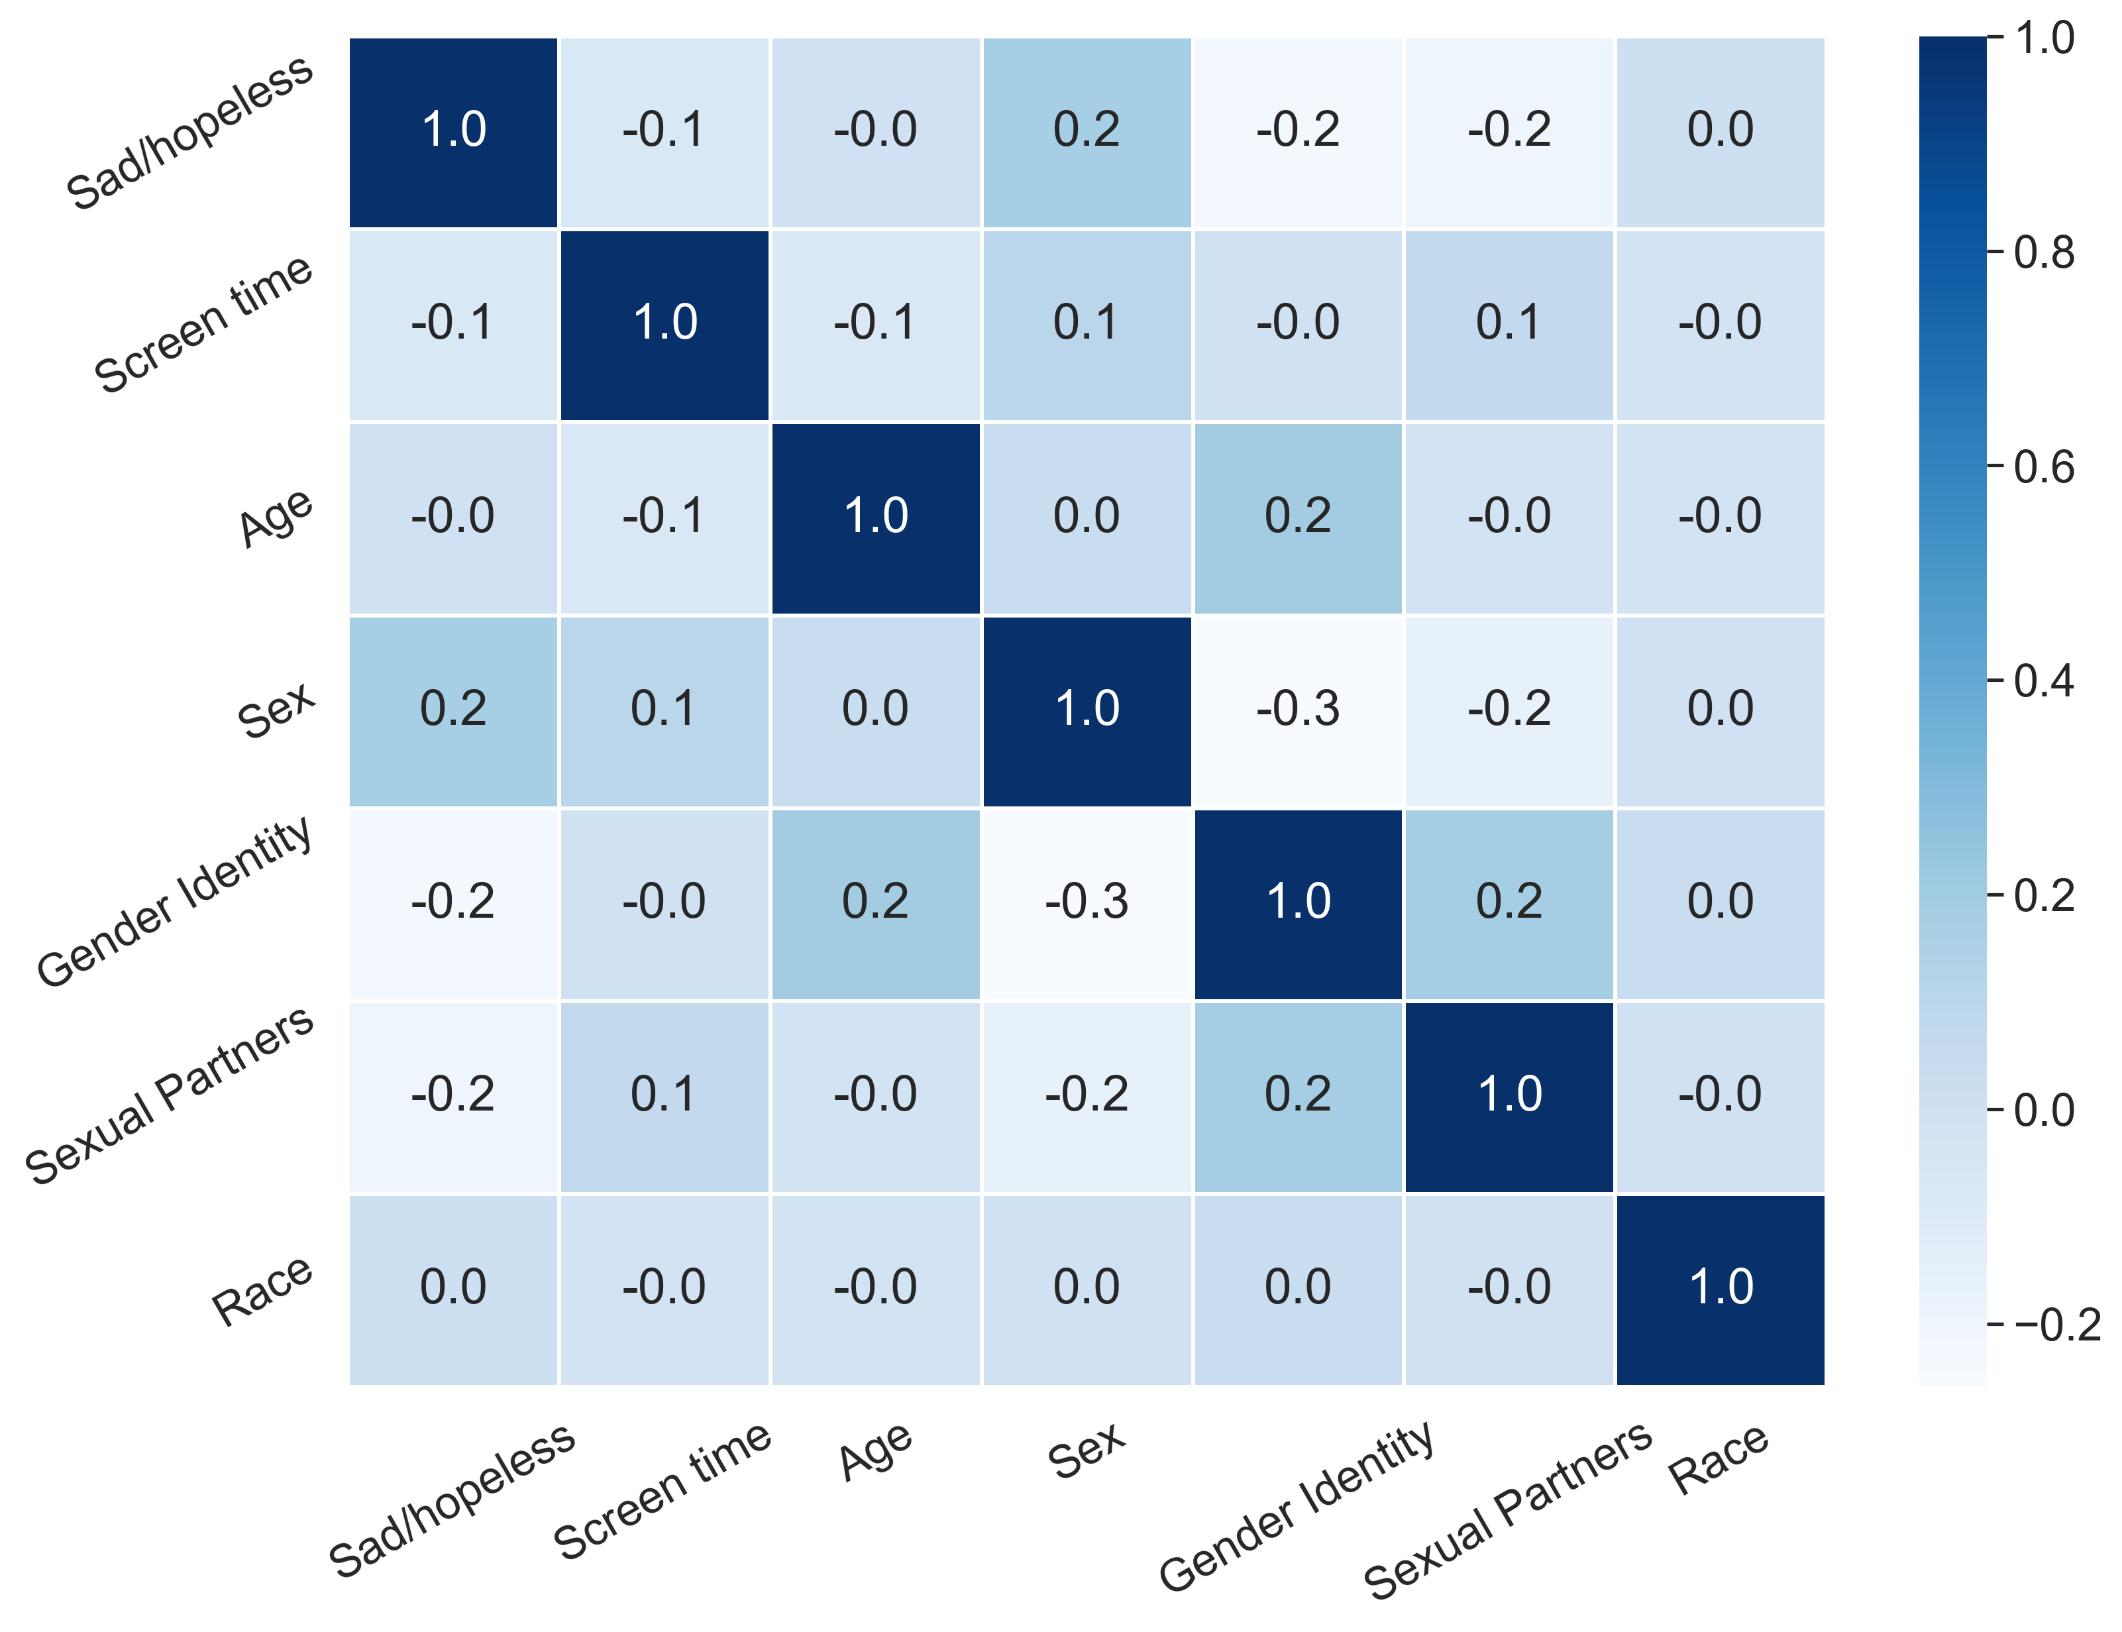 Sad/hopeless 1.0 -0.1 -0.0 0.2 -0.2 -0.2 0.0
Screen time -0.1 1.0 -0.1 0.1 -0.0 0.1 -0.0
Age -0.0 -0.1 1.0 0.0 0.2 -0.0 -0.0
Sex 0.2 0.1 0.0 1.0 -0.3 -0.2 0.0
Gender Identity -0.2 -0.0 0.2 -0.3 1.0 0.2 0.0
Sexual Partners -0.2 0.1 -0.0 -0.2 0.2 1.0 -0.0
Race 0.0 -0.0 -0.0 0.0 0.0 -0.0 1.0
Sad/hopeless Screen time Age Sex Gender Identity Sexual Partners Race
1.0
0.8
0.6
0.4
0.2
0.0
−0.2